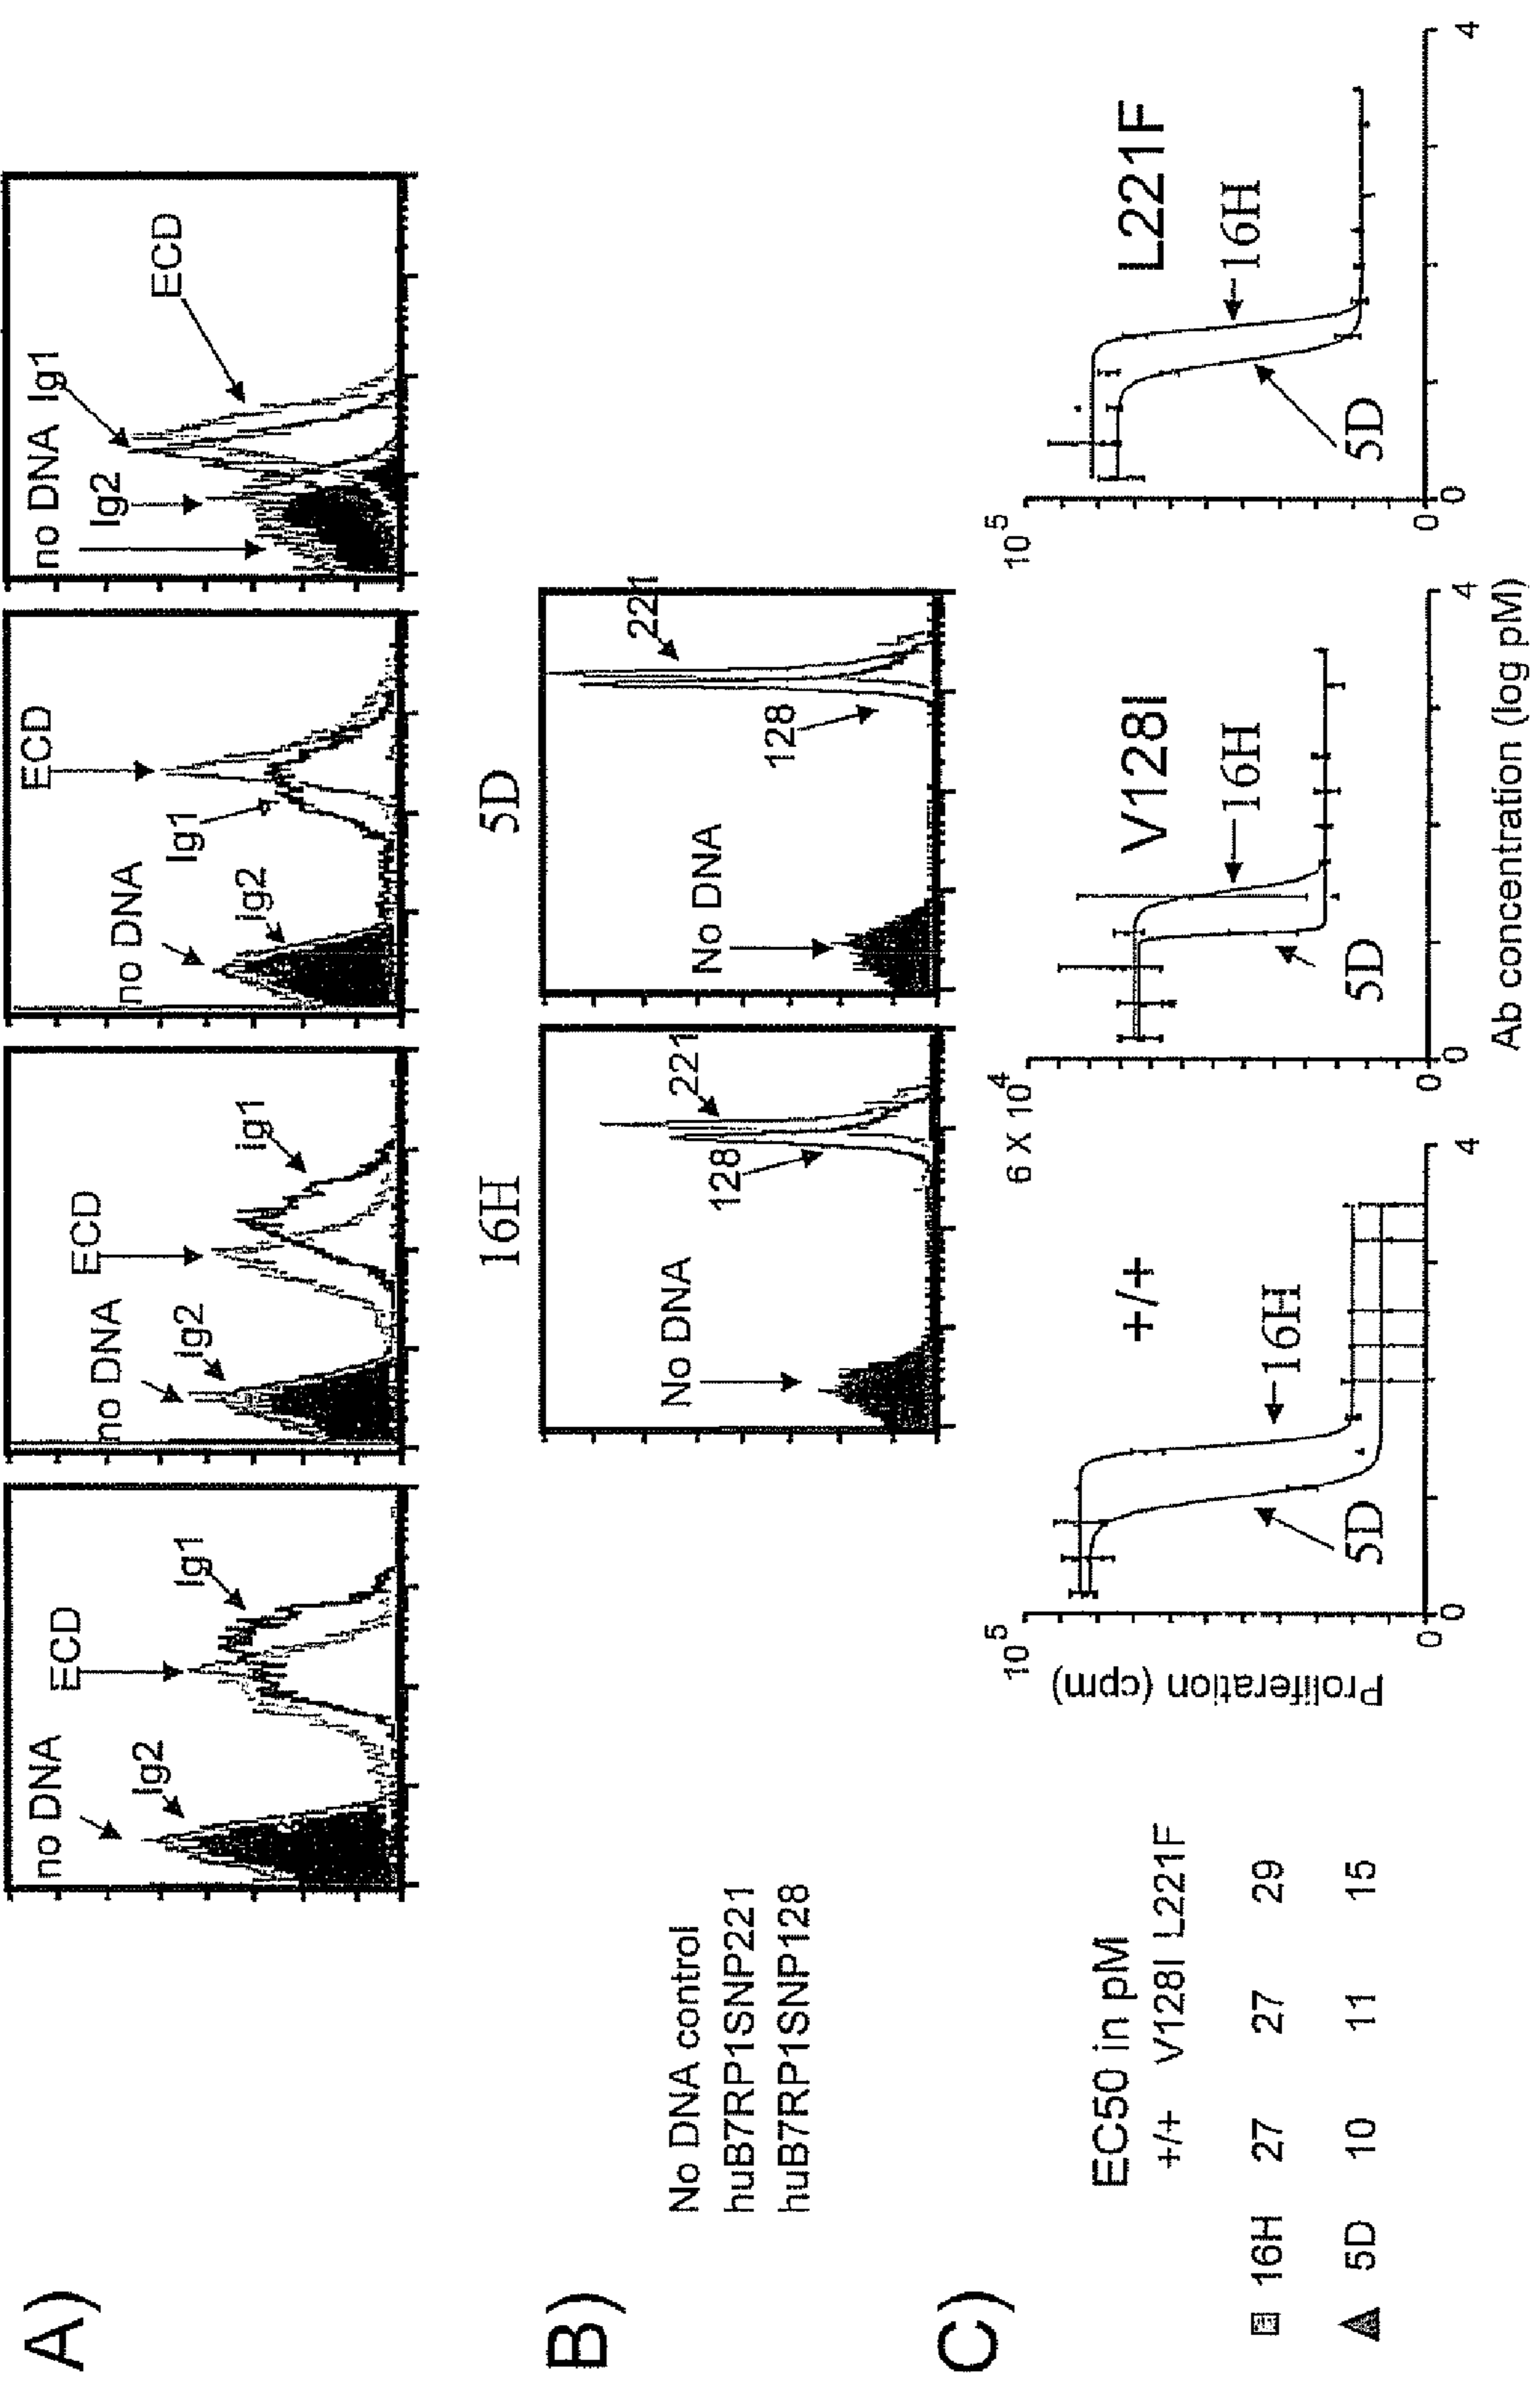 A)
no DNA
Ig2
ECD
Ig1
no DNA
Ig2
ECD
Ig1
no DNA
Ig2
Ig1
ECD
no DNA
Ig2
Ig1
ECD
B)
No DNA control
huB7RP1SNP221
huB7RP1SNP128
16H
No DNA
128
221
5D
No DNA
128
221
C)
EC50 in pM
+/+ V128I L221F
16H 27 27 29
5D 10 11 15
Proliferation (cpm)
10^5
+/+
16H
5D
0
0
4
6 X 10^4
V128I
16H
5D
0
0
4
10^5
L221F
16H
5D
0
0
4
Ab concentration (log pM)